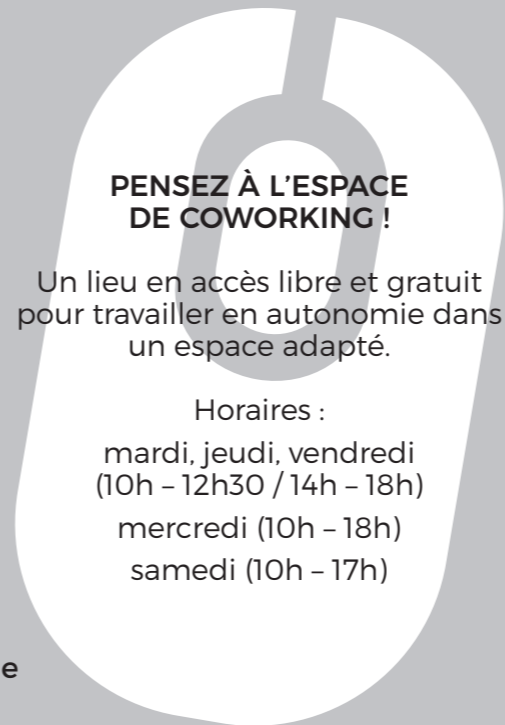 PENSEZ À L’ESPACE
DE COWORKING !
Un lieu en accès libre et gratuit
pour travailler en autonomie dans
un espace adapté.
Horaires :
mardi, jeudi, vendredi
(10h – 12h30 / 14h – 18h)
mercredi (10h – 18h)
samedi (10h – 17h)
e